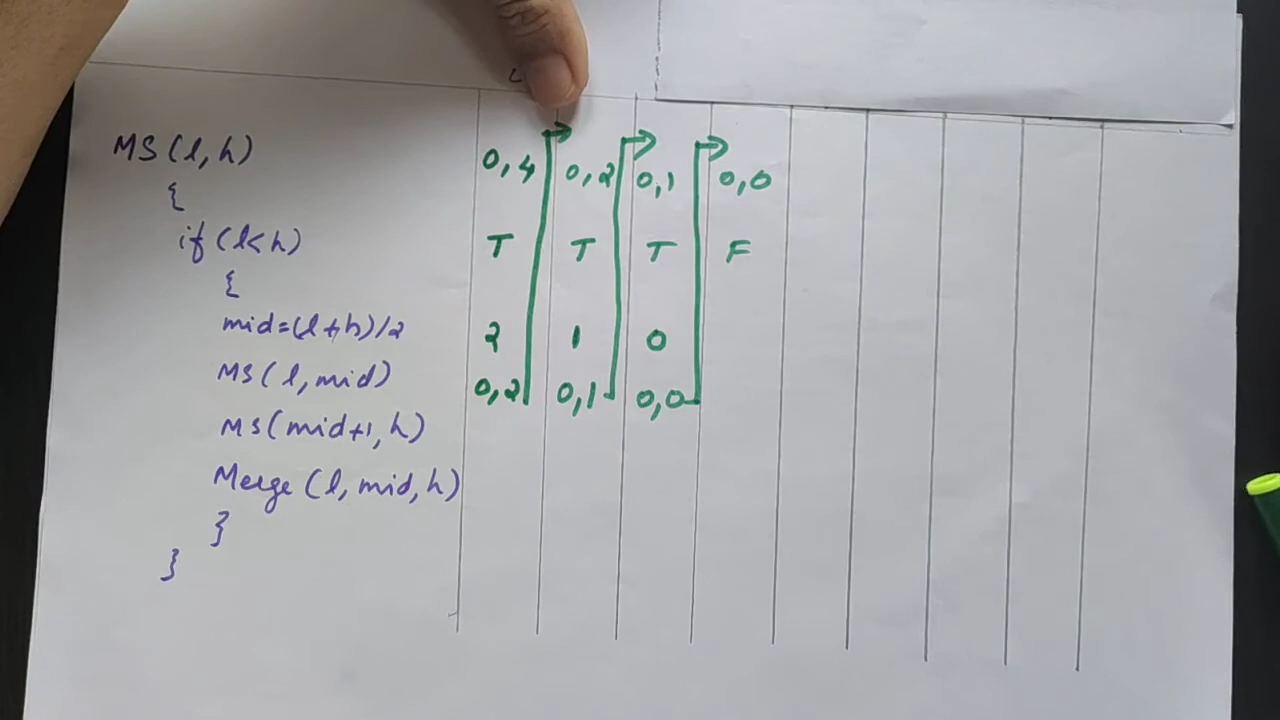 MS(l,h)
{
if(l<h)
{
mid=(l+h)/2
MS(l,mid)
MS(mid+1,h)
Merge(l,mid,h)
}
}
0,4 0,2 0,1 0,0
T T T F
2 1 0
0,2 0,1 0,0